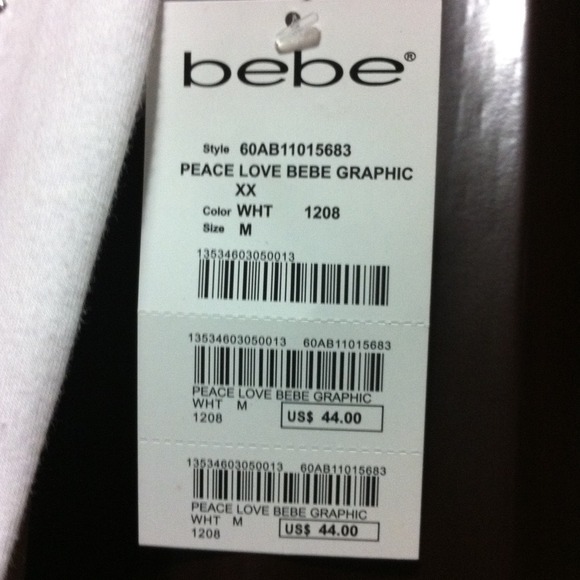 bebe®
Style 60AB11015683
PEACE LOVE BEBE GRAPHIC
XX
Color WHT 1208
Size M
13534603050013
13534603050013 60AB11015683
PEACE LOVE BEBE GRAPHIC
WHT M
1208 US$ 44.00
13534603050013 60AB11015683
PEACE LOVE BEBE GRAPHIC
WHT M
1208 US$ 44.00